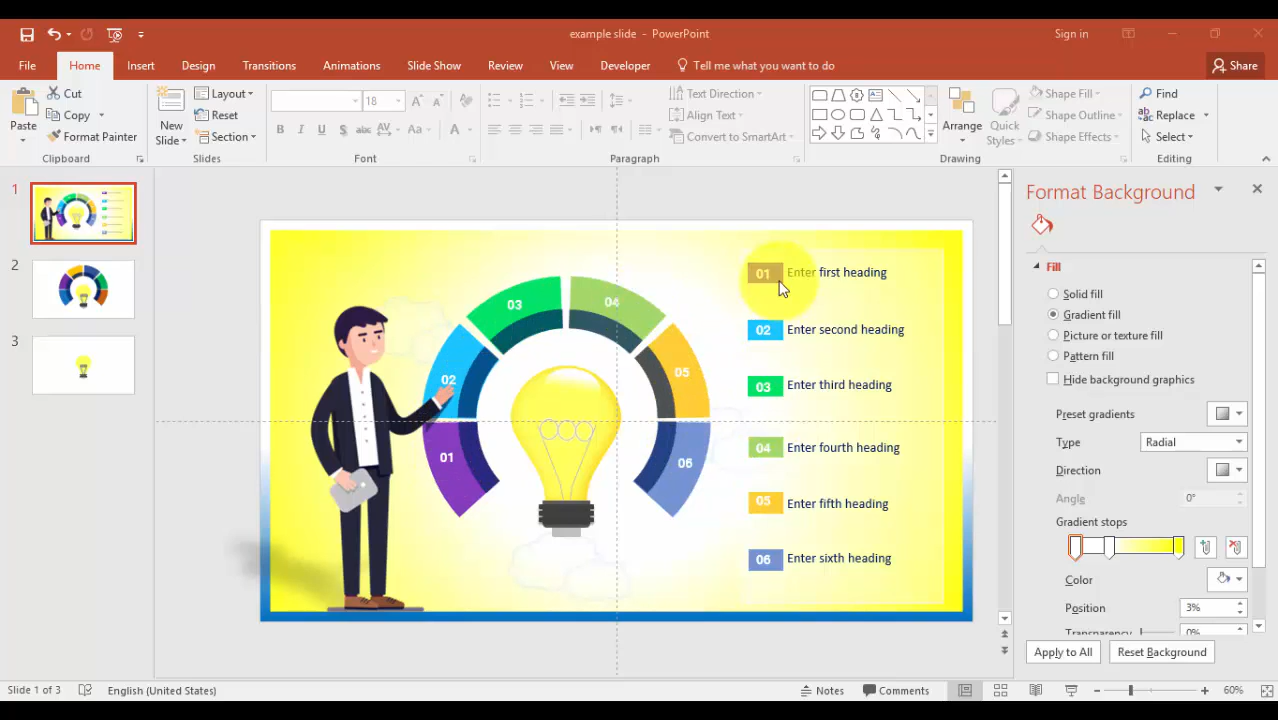 example slide - PowerPoint
Sign in
File Home Insert Design Transitions Animations Slide Show Review View Developer Tell me what you want to do Share
Paste
Cut
Copy
Format Painter
Clipboard
New Slide
Layout
Reset
Section
Slides
18
B I U S abc AV Aa A
Font
Text Direction
Align Text
Convert to SmartArt
Paragraph
Arrange
Quick Styles
Shape Fill
Shape Outline
Shape Effects
Drawing
Find
Replace
Select
Editing
1
2
3
01
02
03
04
05
06
01 Enter first heading
02 Enter second heading
03 Enter third heading
04 Enter fourth heading
05 Enter fifth heading
06 Enter sixth heading
Format Background
Fill
Solid fill
Gradient fill
Picture or texture fill
Pattern fill
Hide background graphics
Preset gradients
Type Radial
Direction
Angle 0°
Gradient stops
Color
Position 3%
Transparency 0%
Apply to All Reset Background
Slide 1 of 3 English (United States) Notes Comments 60%